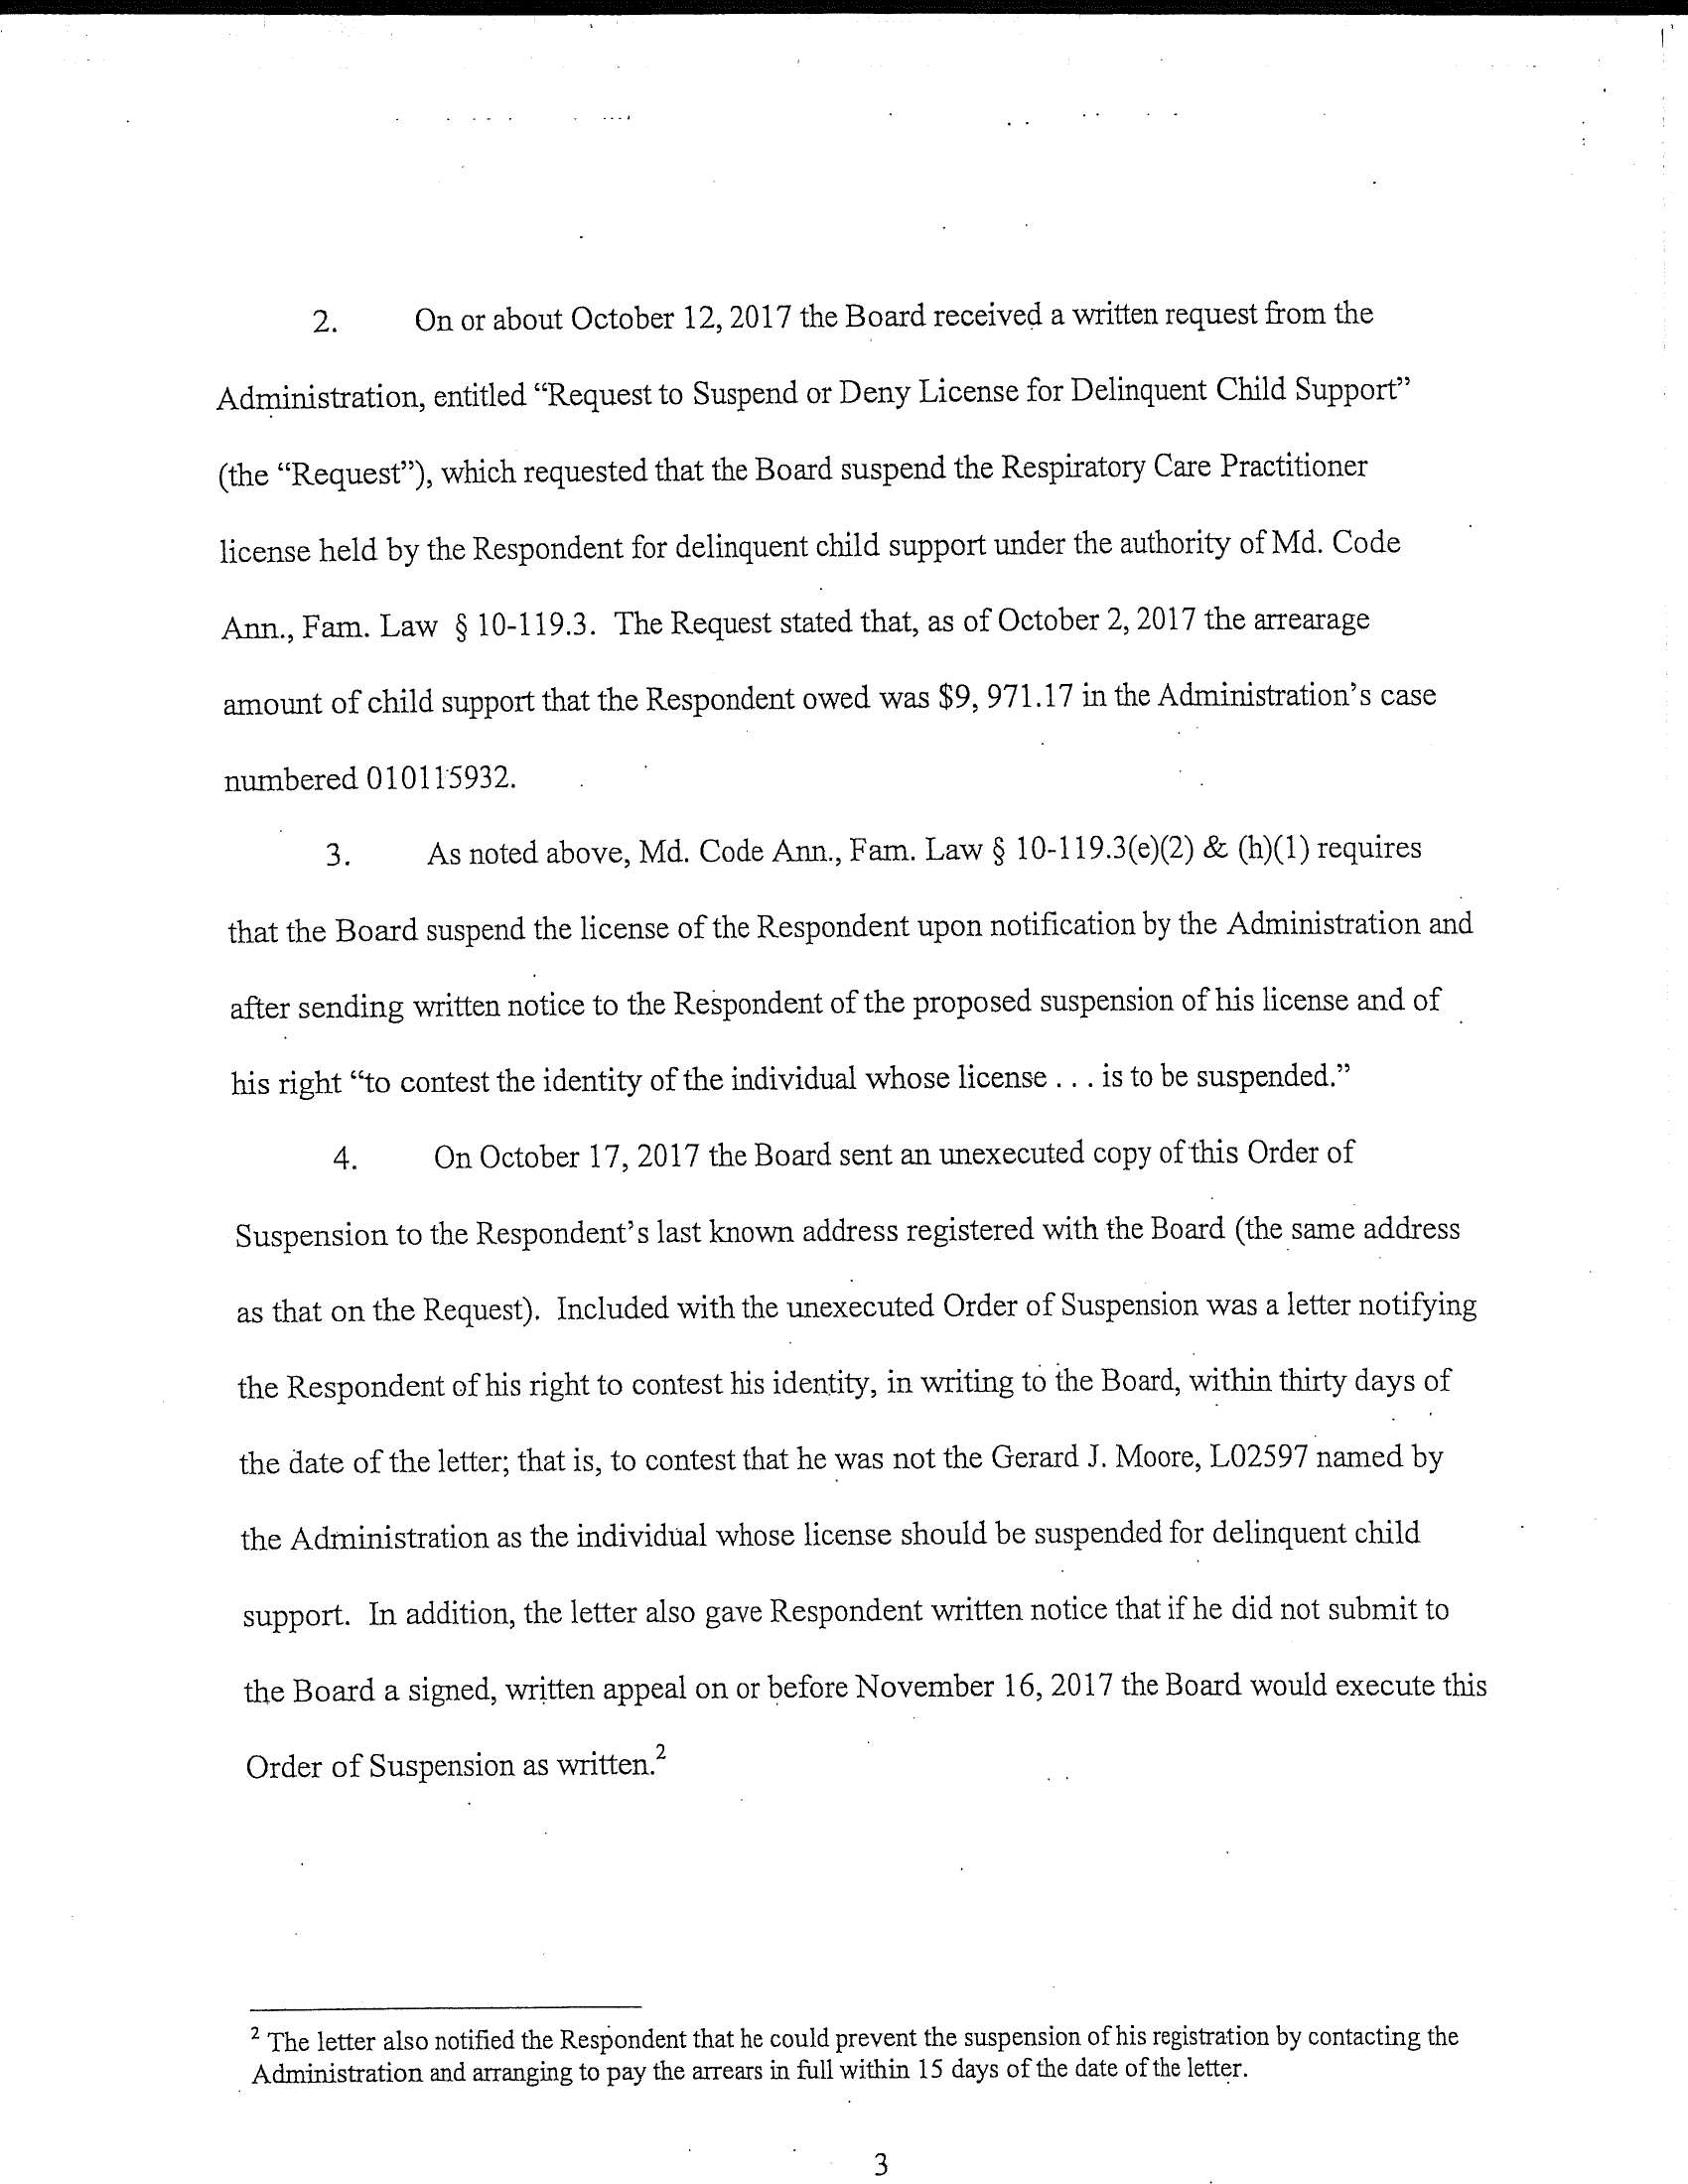 2. On or about October 12, 2017 the Board received a written request from the
Administration, entitled “Request to Suspend or Deny License for Delinquent Child Support”
(the “Request”), which requested that the Board suspend the Respiratory Care Practitioner
license held by the Respondent for delinquent child support under the authority of Md. Code
Ann., Fam. Law § 10-119.3. The Request stated that, as of October 2, 2017 the arrearage
amount of child support that the Respondent owed was $9, 971.17 in the Administration’s case
numbered 010115932.
3. As noted above, Md. Code Ann., Fam. Law § 10-119.3(e)(2) & (h)(1) requires
that the Board suspend the license of the Respondent upon notification by the Administration and
after sending written notice to the Respondent of the proposed suspension of his license and of
his right “to contest the identity of the individual whose license . . . is to be suspended.”
4. On October 17, 2017 the Board sent an unexecuted copy of this Order of
Suspension to the Respondent’s last known address registered with the Board (the same address
as that on the Request). Included with the unexecuted Order of Suspension was a letter notifying
the Respondent of his right to contest his identity, in writing to the Board, within thirty days of
the date of the letter; that is, to contest that he was not the Gerard J. Moore, L02597 named by
the Administration as the individual whose license should be suspended for delinquent child
support. In addition, the letter also gave Respondent written notice that if he did not submit to
the Board a signed, written appeal on or before November 16, 2017 the Board would execute this
Order of Suspension as written.²
² The letter also notified the Respondent that he could prevent the suspension of his registration by contacting the
Administration and arranging to pay the arrears in full within 15 days of the date of the letter.
3